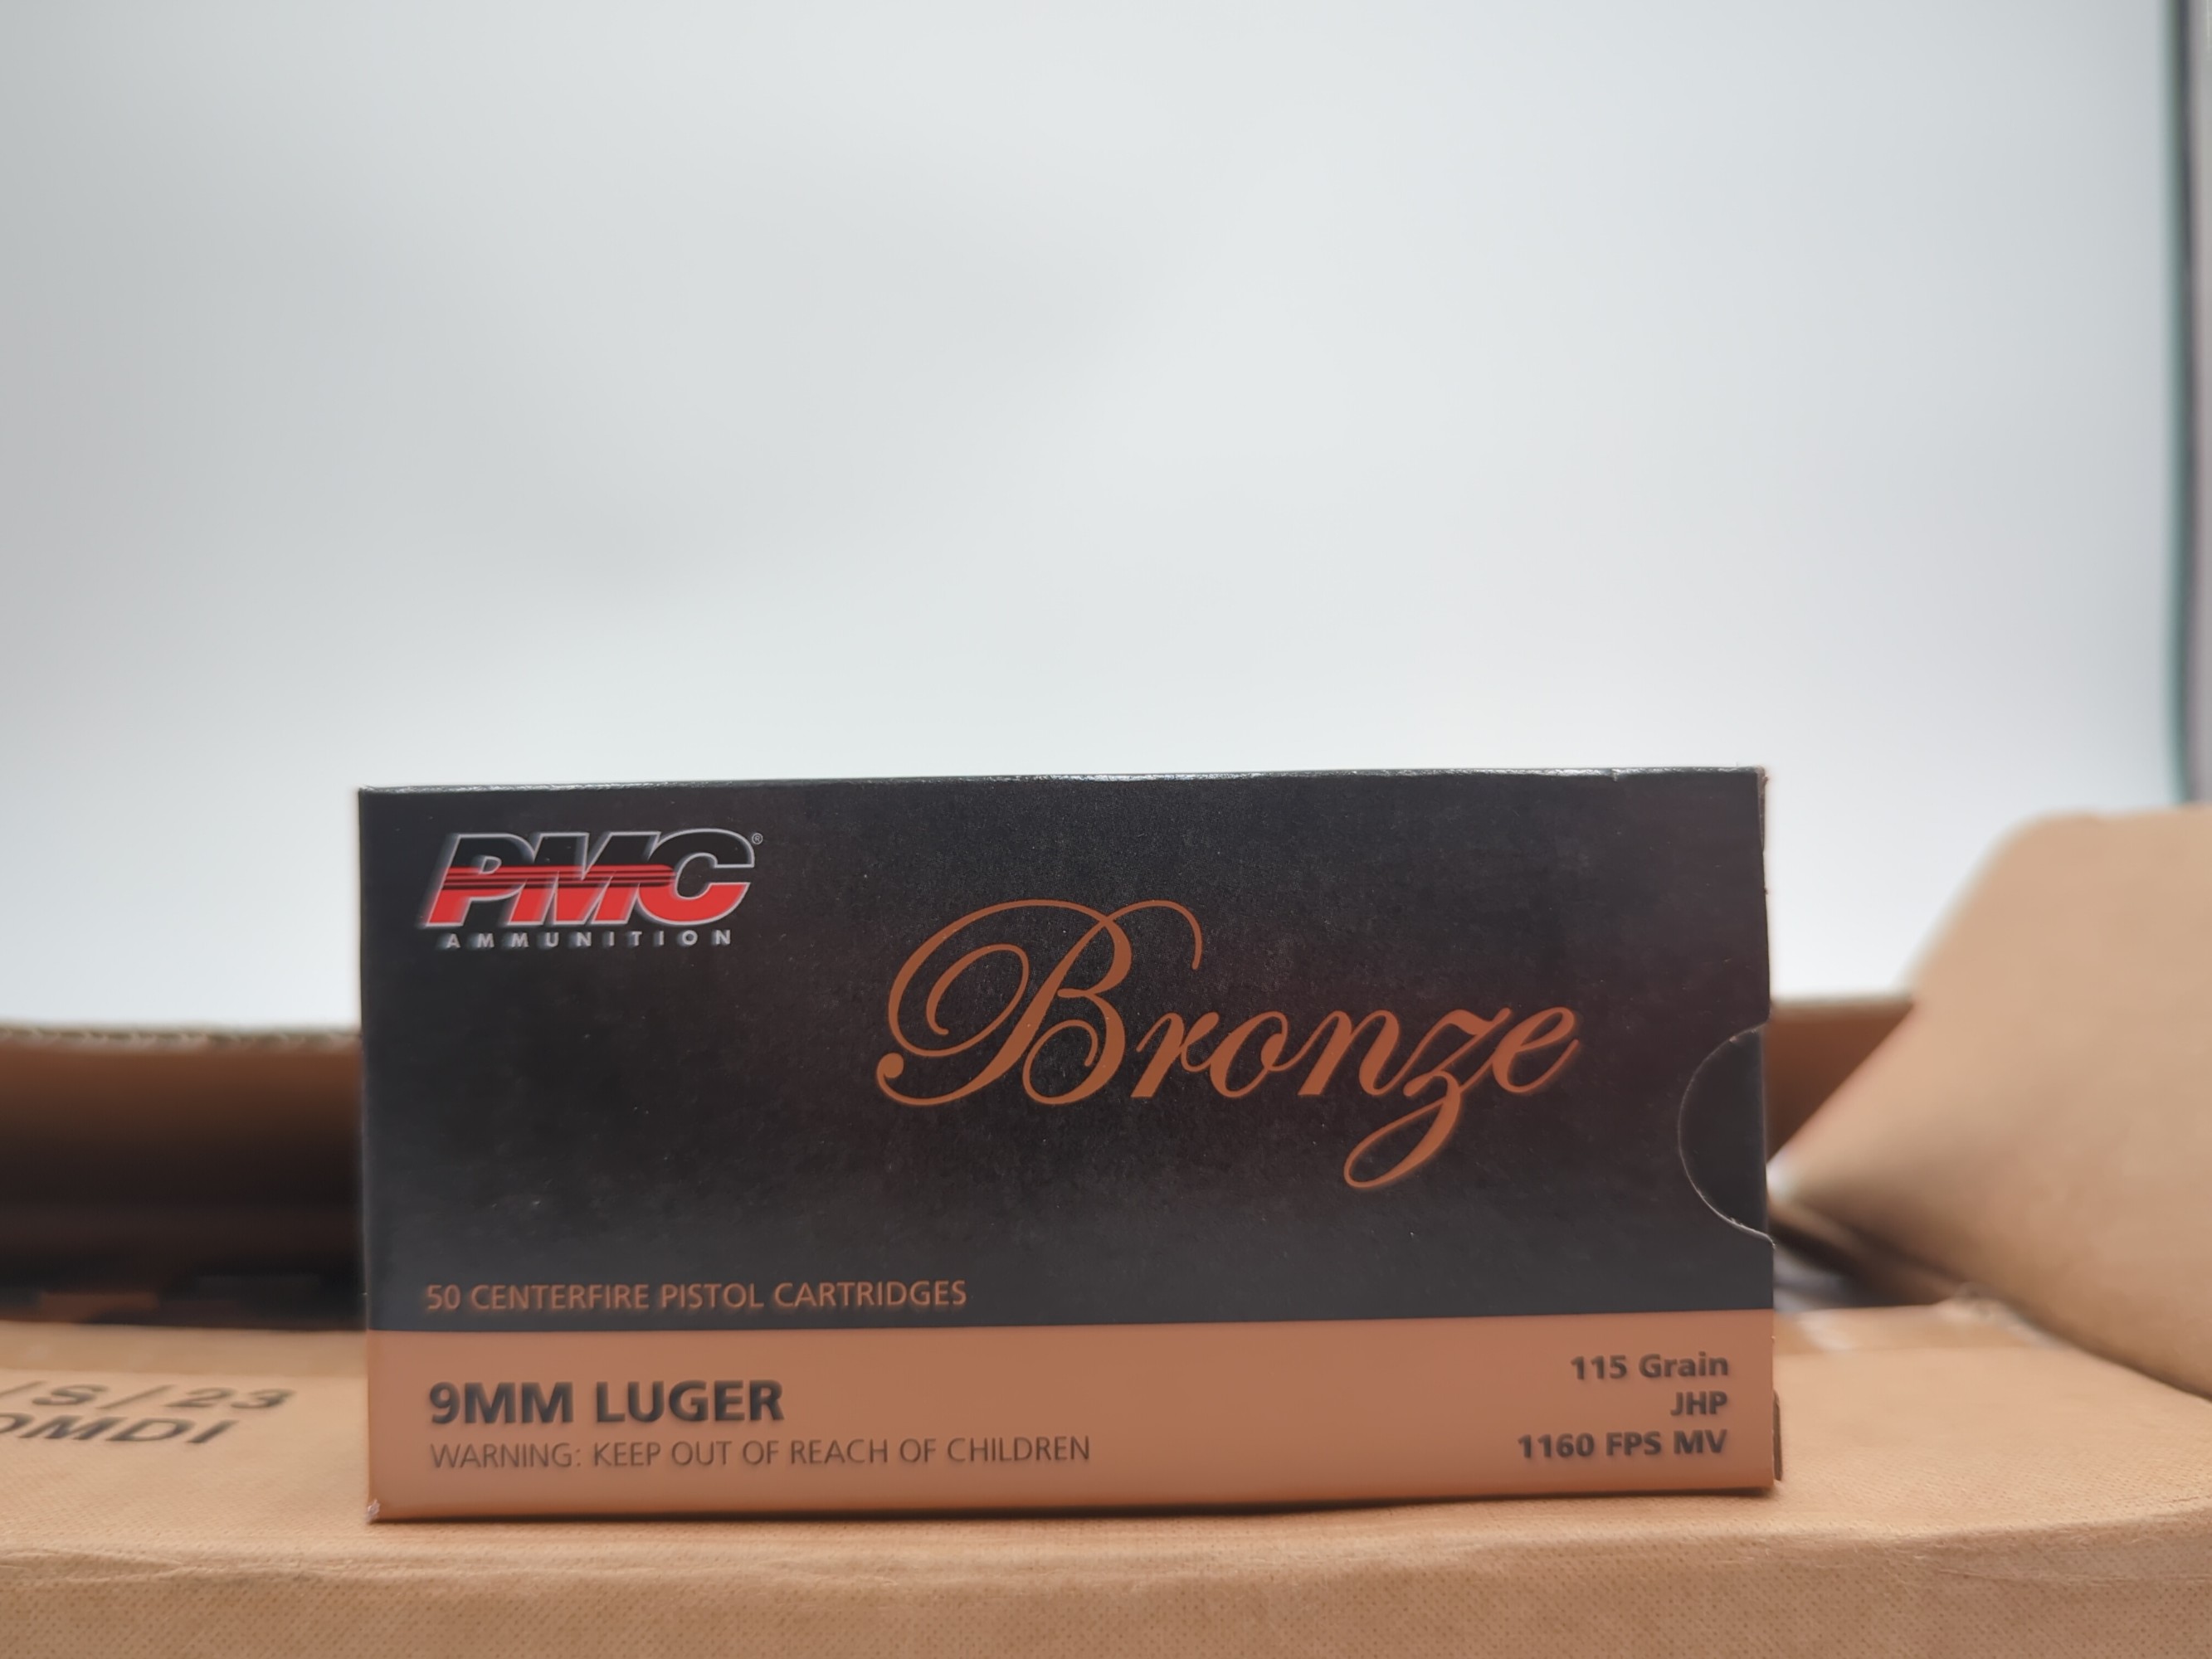 PMC®
AMMUNITION
Bronze
50 CENTERFIRE PISTOL CARTRIDGES
9MM LUGER
WARNING: KEEP OUT OF REACH OF CHILDREN
115 Grain
JHP
1160 FPS MV
/S/23